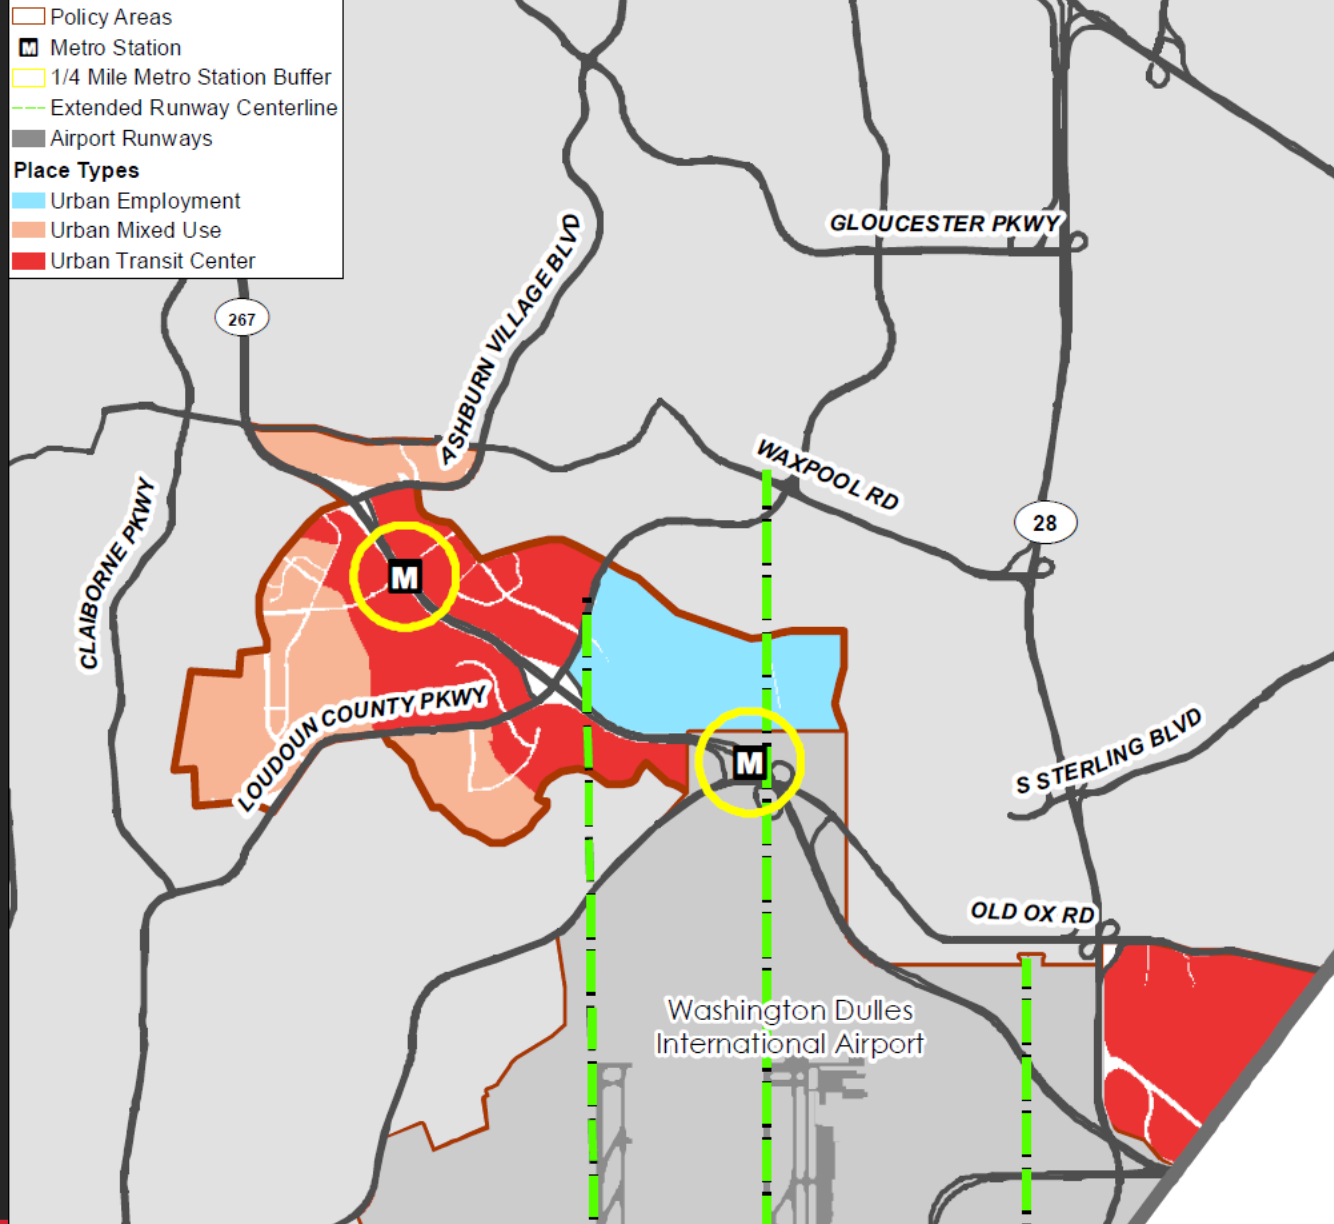 Policy Areas
M Metro Station
1/4 Mile Metro Station Buffer
Extended Runway Centerline
Airport Runways
Place Types
Urban Employment
Urban Mixed Use
Urban Transit Center
GLOUCESTER PKWY
267
ASHBURN VILLAGE BLVD
WAXPOOL RD
28
CLAIBORNE PKWY
M
LOUDOUN COUNTY PKWY
M
S STERLING BLVD
OLD OX RD
Washington Dulles
International Airport